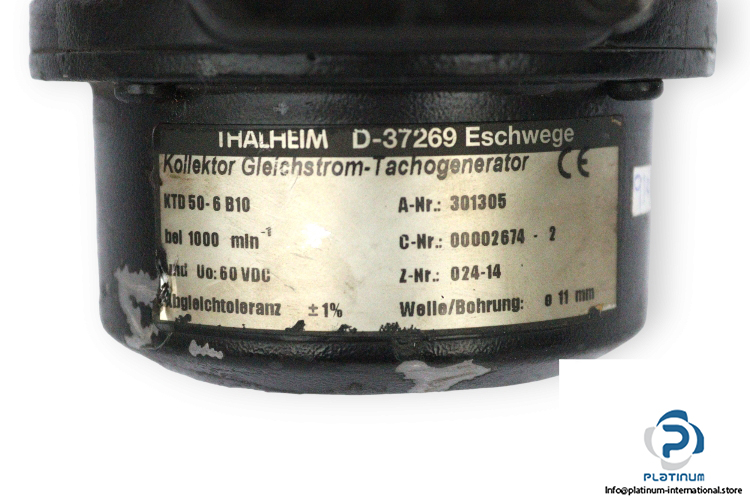 THALHEIM D-37269 Eschwege
Kollektor Gleichstrom-Tachogenerator CE
KTD 50-6 B10 A-Nr.: 301305
bei 1000 min⁻¹ C-Nr.: 00002674 - 2
und Uo: 60 VDC Z-Nr.: 024-14
Abgleichtoleranz ±1% Welle/Bohrung: ø 11 mm
PLATINUM
Info@platinum-international.store